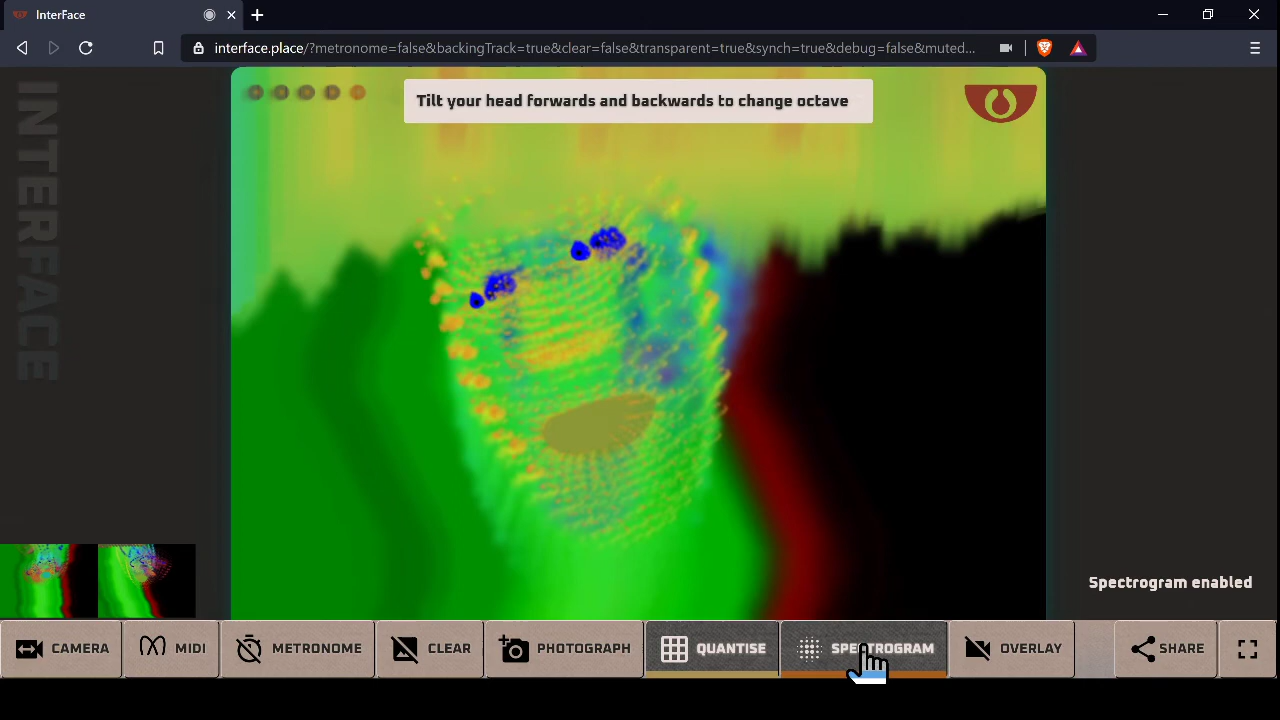 InterFace
interface.place/?metronome=false&backingTrack=true&clear=false&transparent=true&synch=true&debug=false&muted...
INTERFACE
Tilt your head forwards and backwards to change octave
Spectrogram enabled
CAMERA
MIDI
METRONOME
CLEAR
PHOTOGRAPH
QUANTISE
SPECTROGRAM
OVERLAY
SHARE